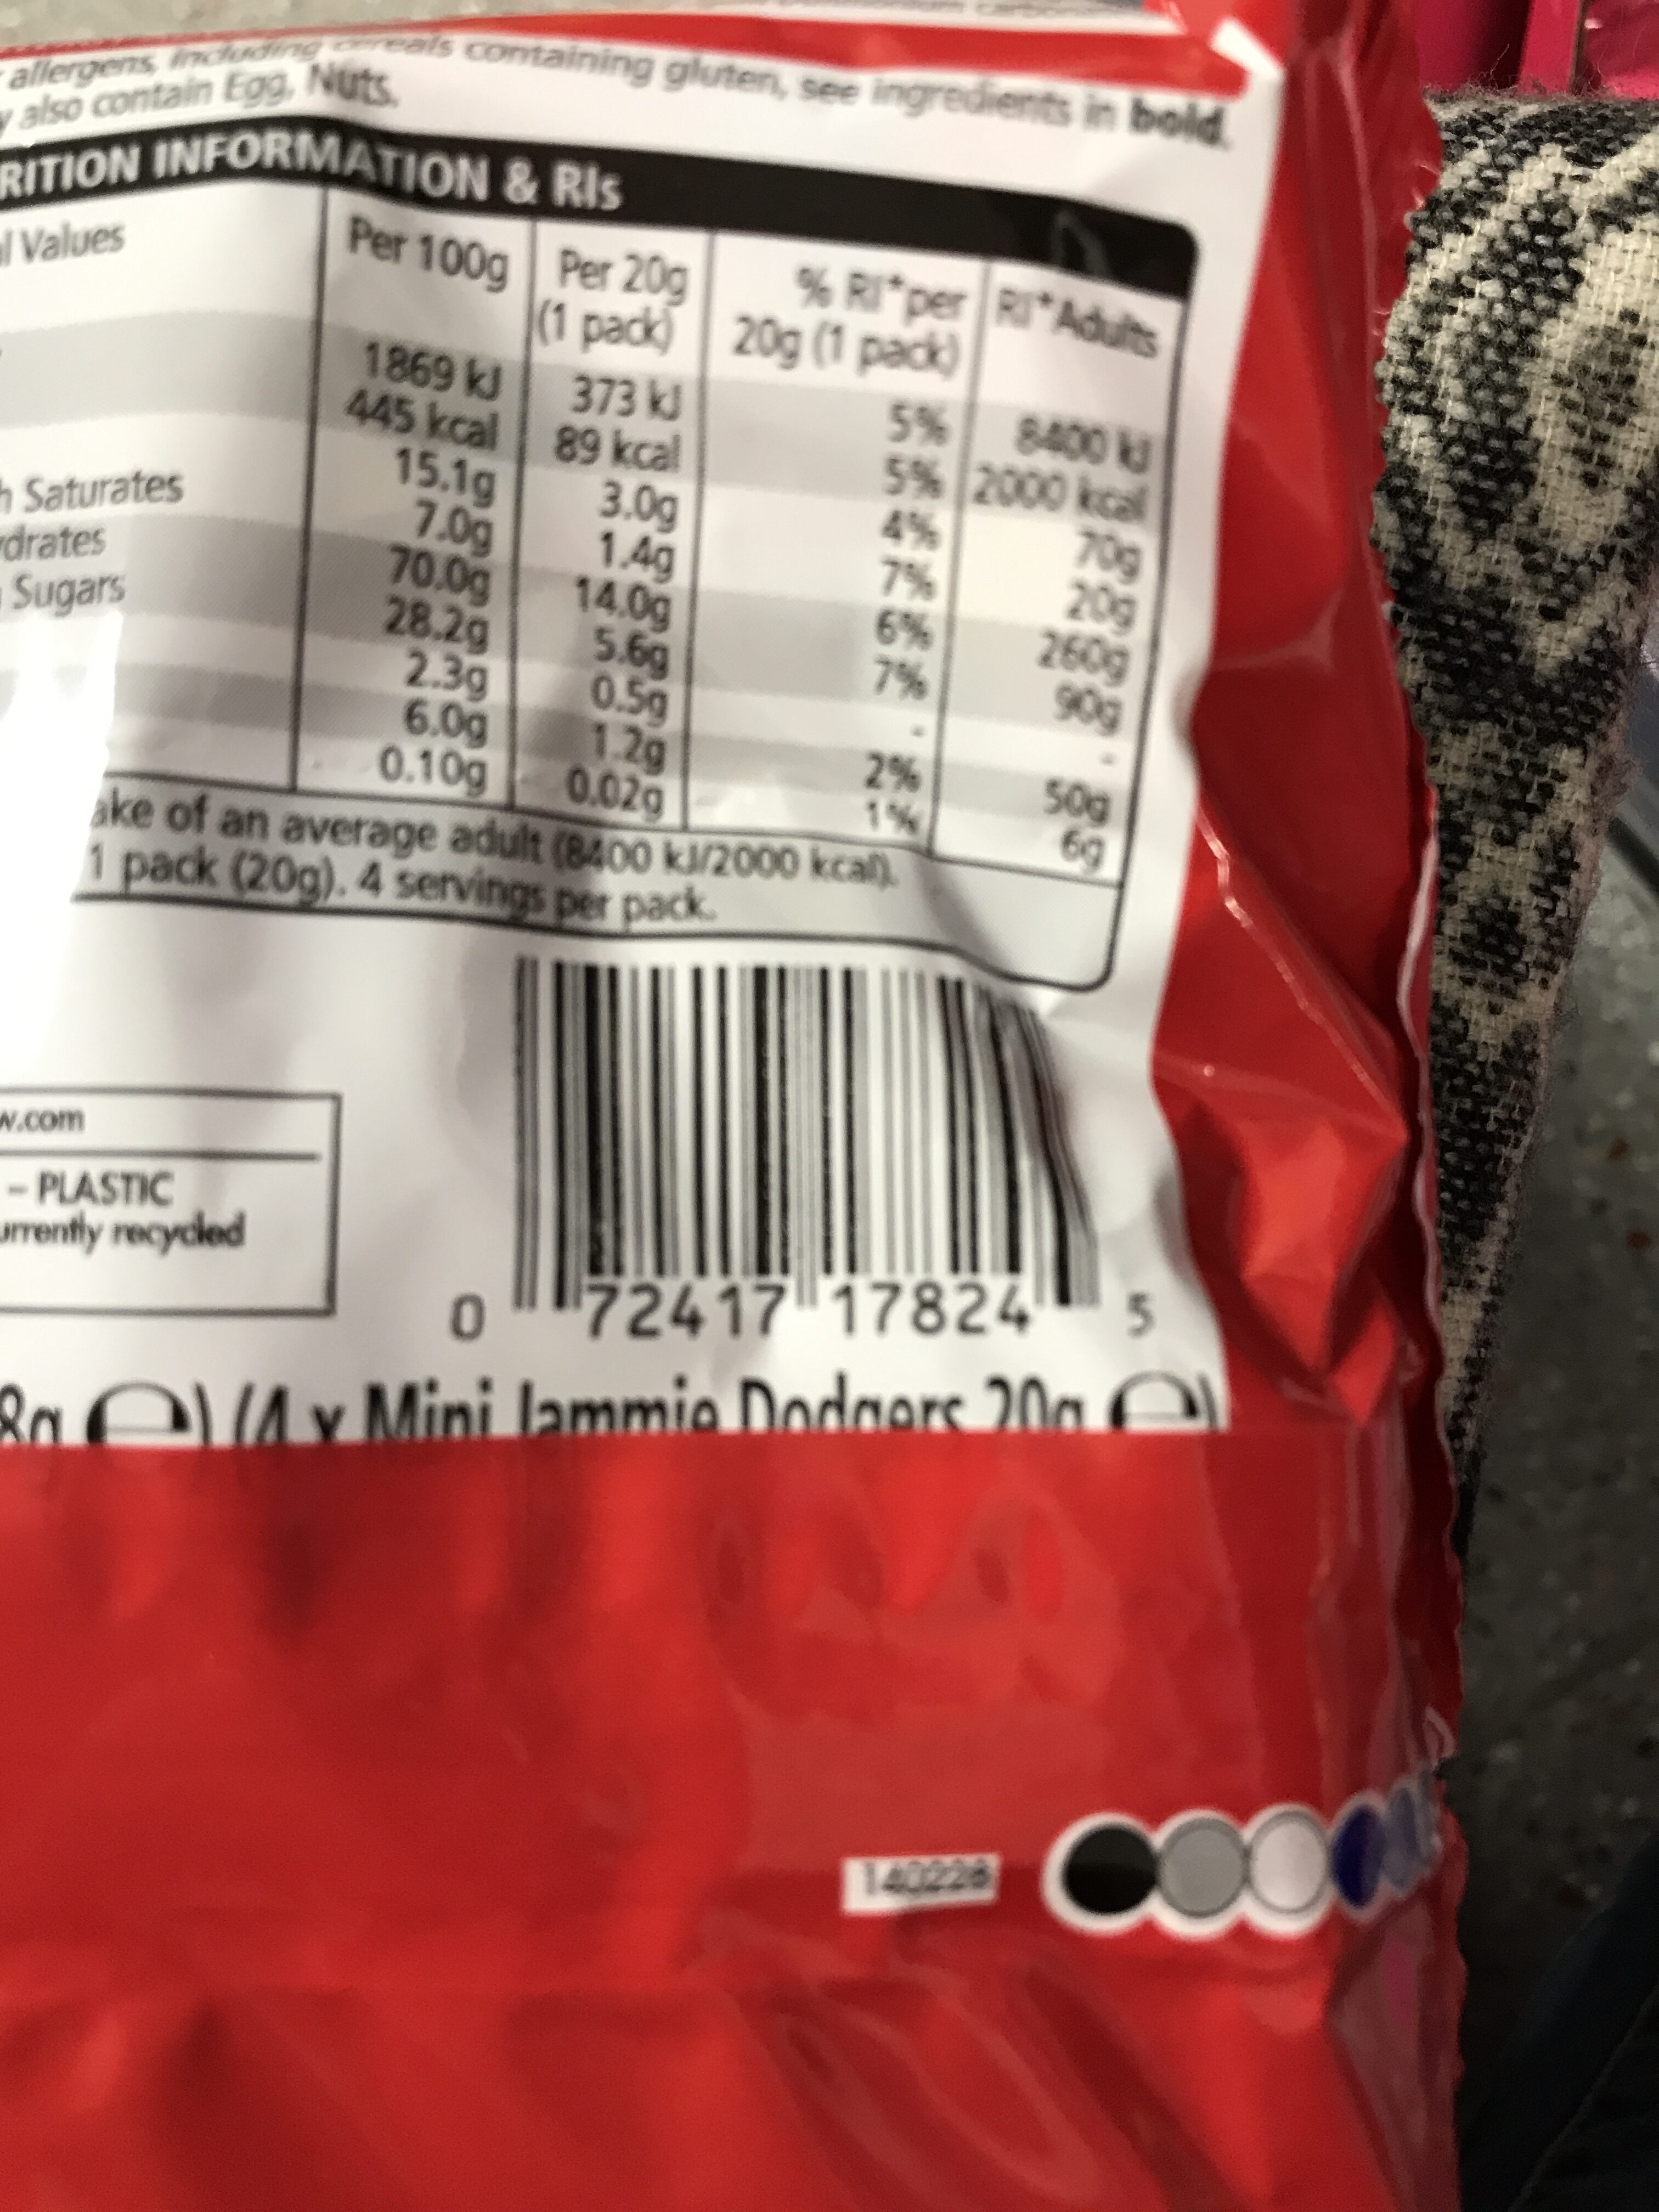 allergens, including cereals containing gluten, see ingredients in bold.
also contain Egg, Nuts.
RITION INFORMATION & RIs
l Values Per 100g Per 20g (1 pack) % RI* per 20g (1 pack) RI* Adults
1869 kJ 373 kJ 5% 8400 kJ
445 kcal 89 kcal 5% 2000 kcal
15.1g 3.0g 4% 70g
h Saturates 7.0g 1.4g 7% 20g
ydrates 70.0g 14.0g 6% 260g
Sugars 28.2g 5.6g 7% 90g
2.3g 0.5g - -
6.0g 1.2g 2% 50g
0.10g 0.02g 1% 6g
ake of an average adult (8400 kJ/2000 kcal).
1 pack (20g). 4 servings per pack.
w.com
- PLASTIC
urrently recycled
0 72417 17824 5
8g e) (4 x Mini Jammie Dodgers 20g e)
140228